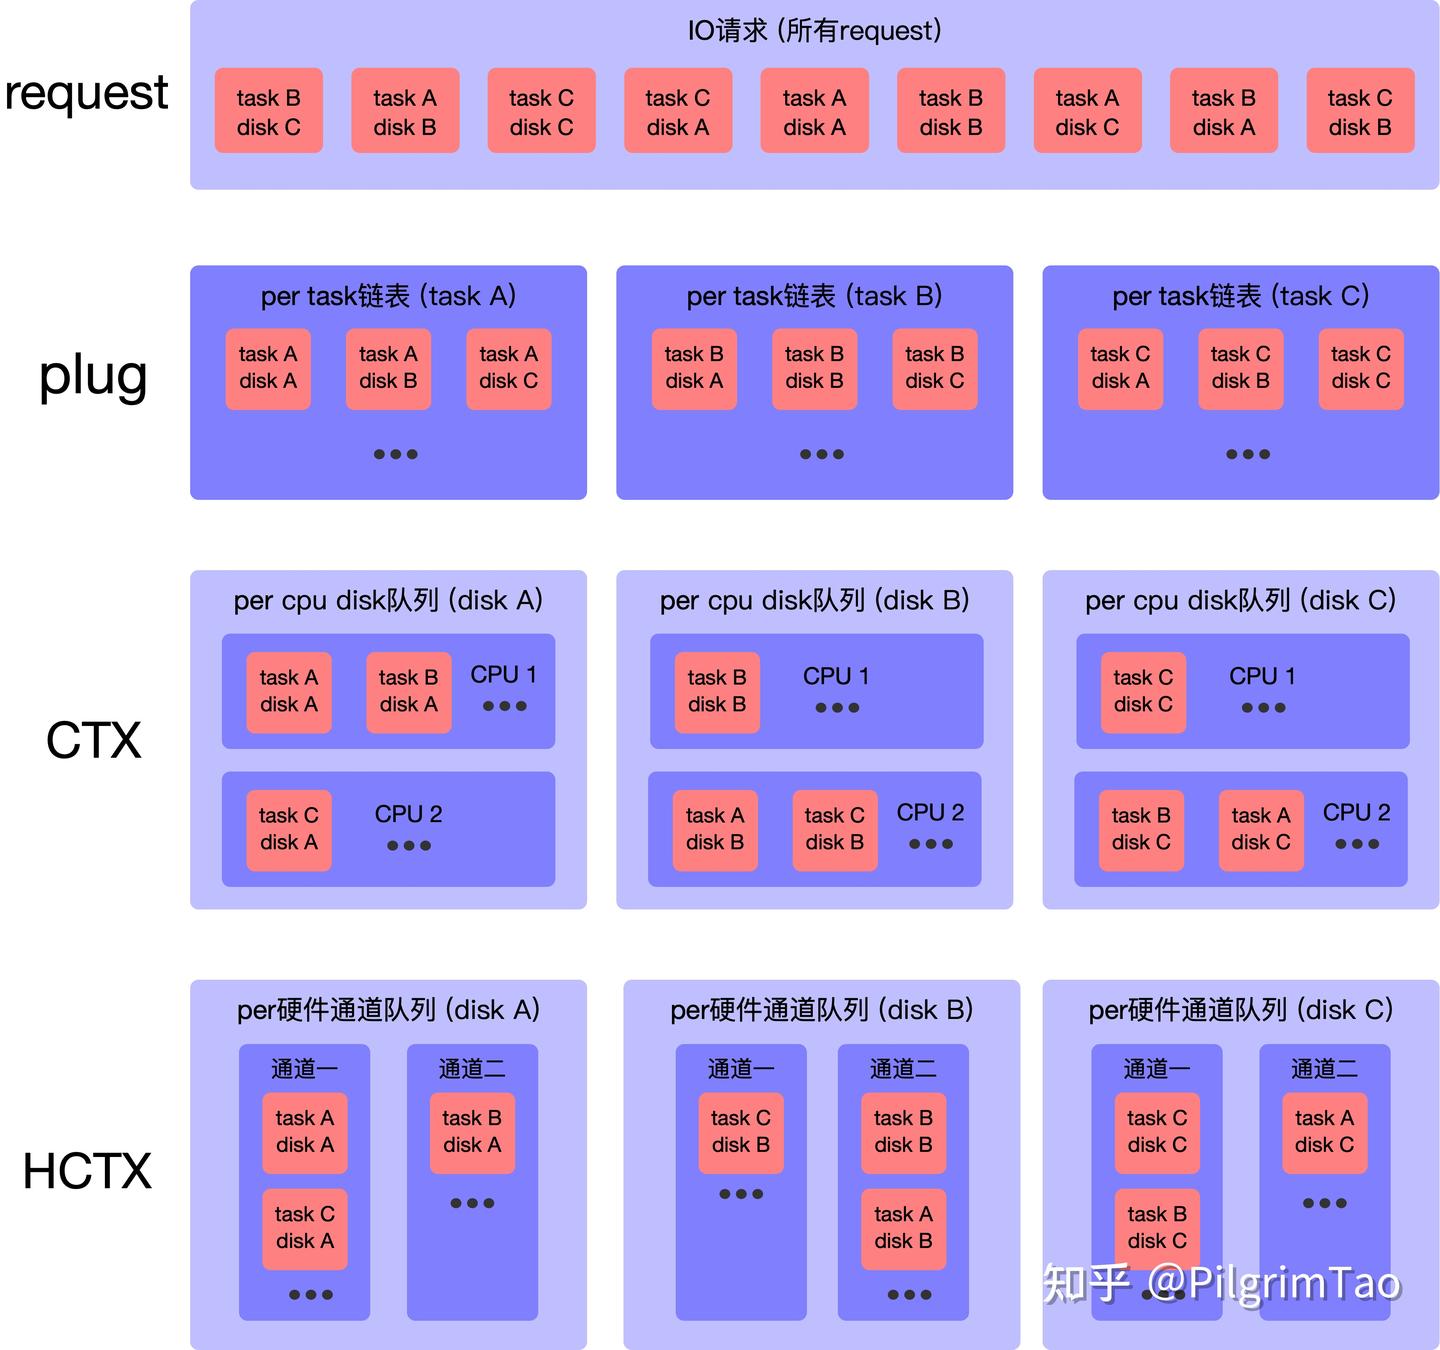 IO请求 (所有request)
request
task B
disk C
task A
disk B
task C
disk C
task C
disk A
task A
disk A
task B
disk B
task A
disk C
task B
disk A
task C
disk B
plug
per task链表 (task A)
task A
disk A
task A
disk B
task A
disk C
•••
per task链表 (task B)
task B
disk A
task B
disk B
task B
disk C
•••
per task链表 (task C)
task C
disk A
task C
disk B
task C
disk C
•••
CTX
per cpu disk队列 (disk A)
task A
disk A
task B
disk A
CPU 1
•••
task C
disk A
CPU 2
•••
per cpu disk队列 (disk B)
task B
disk B
CPU 1
•••
task A
disk B
task C
disk B
CPU 2
•••
per cpu disk队列 (disk C)
task C
disk C
CPU 1
•••
task B
disk C
task A
disk C
CPU 2
•••
HCTX
per硬件通道队列 (disk A)
通道一
task A
disk A
task C
disk A
•••
通道二
task B
disk A
•••
per硬件通道队列 (disk B)
通道一
task C
disk B
•••
通道二
task B
disk B
task A
disk B
•••
per硬件通道队列 (disk C)
通道一
task C
disk C
task B
disk C
•••
通道二
task A
disk C
•••
知乎 @PilgrimTao